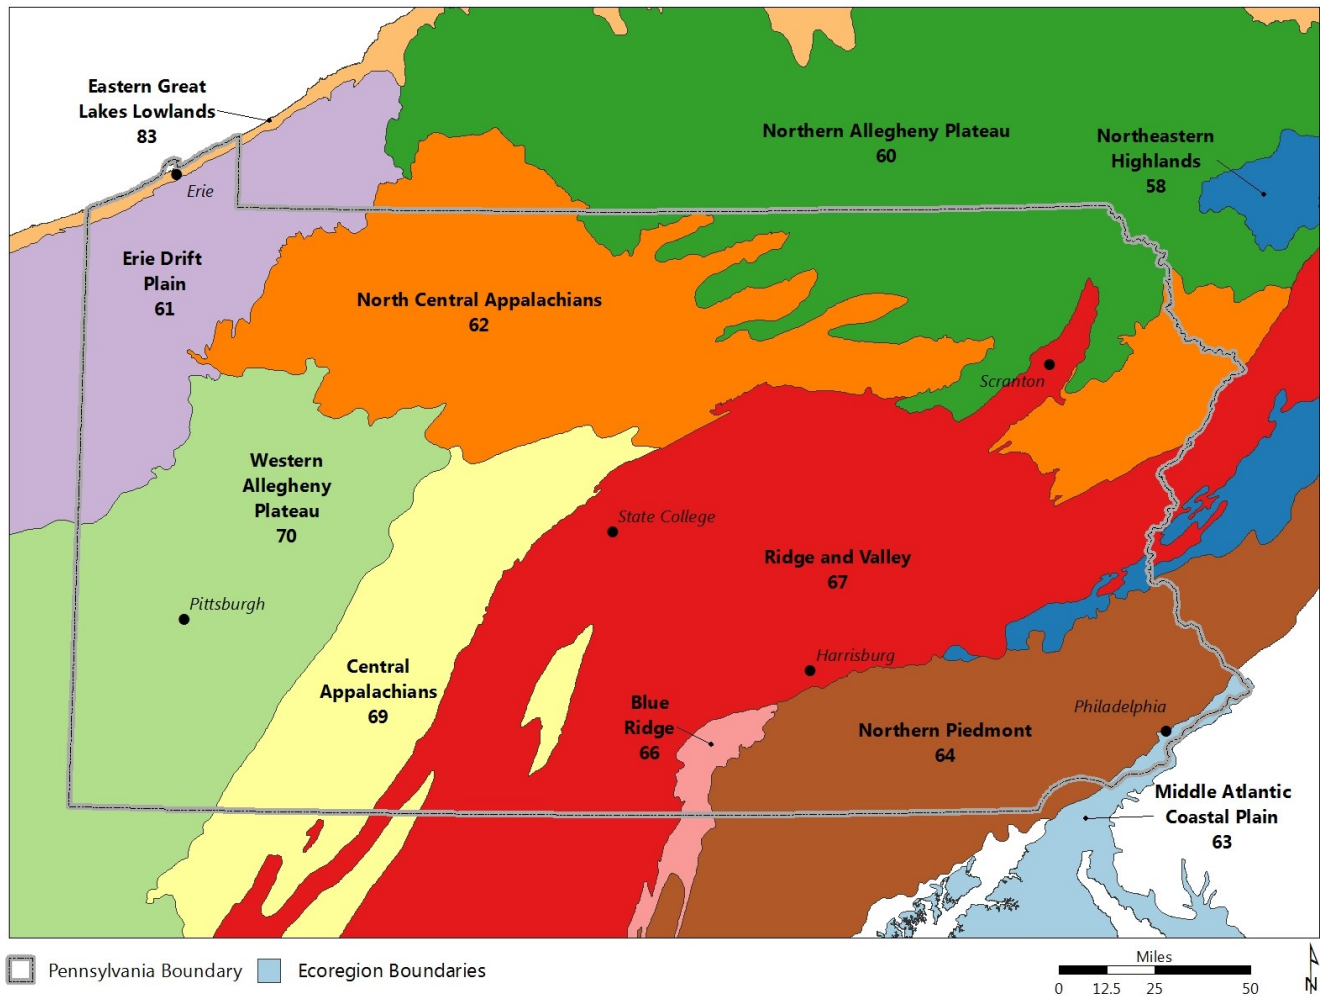 Eastern Great
Lakes Lowlands
83
Northern Allegheny Plateau
60
Northeastern
Highlands
58
Erie
Erie Drift
Plain
61
North Central Appalachians
62
Scranton
Western
Allegheny
Plateau
70
State College
Ridge and Valley
67
Pittsburgh
Central
Appalachians
69
Harrisburg
Blue
Ridge
66
Northern Piedmont
64
Philadelphia
Middle Atlantic
Coastal Plain
63
Pennsylvania Boundary
Ecoregion Boundaries
Miles
0 12.5 25 50
N